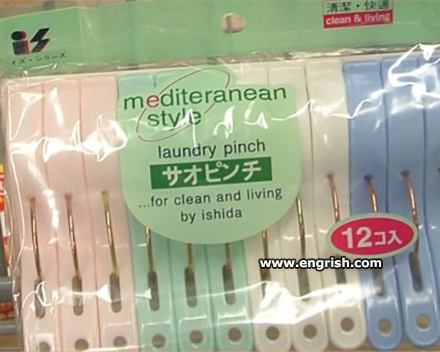 is
イズ・シリーズ
清潔・快適
clean & living
mediteranean
style
laundry pinch
サオピンチ
...for clean and living
by ishida
12コ入
www.engrish.com